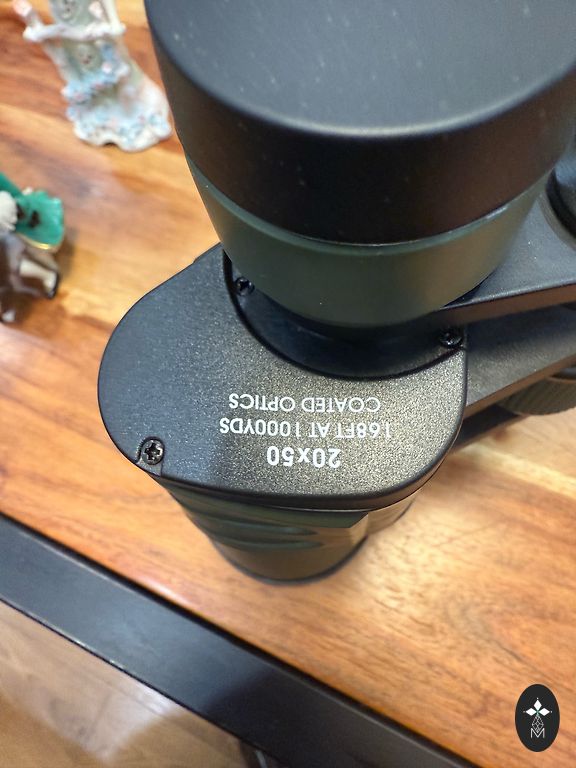 20x50
168FT AT 1000YDS
COATED OPTICS
M